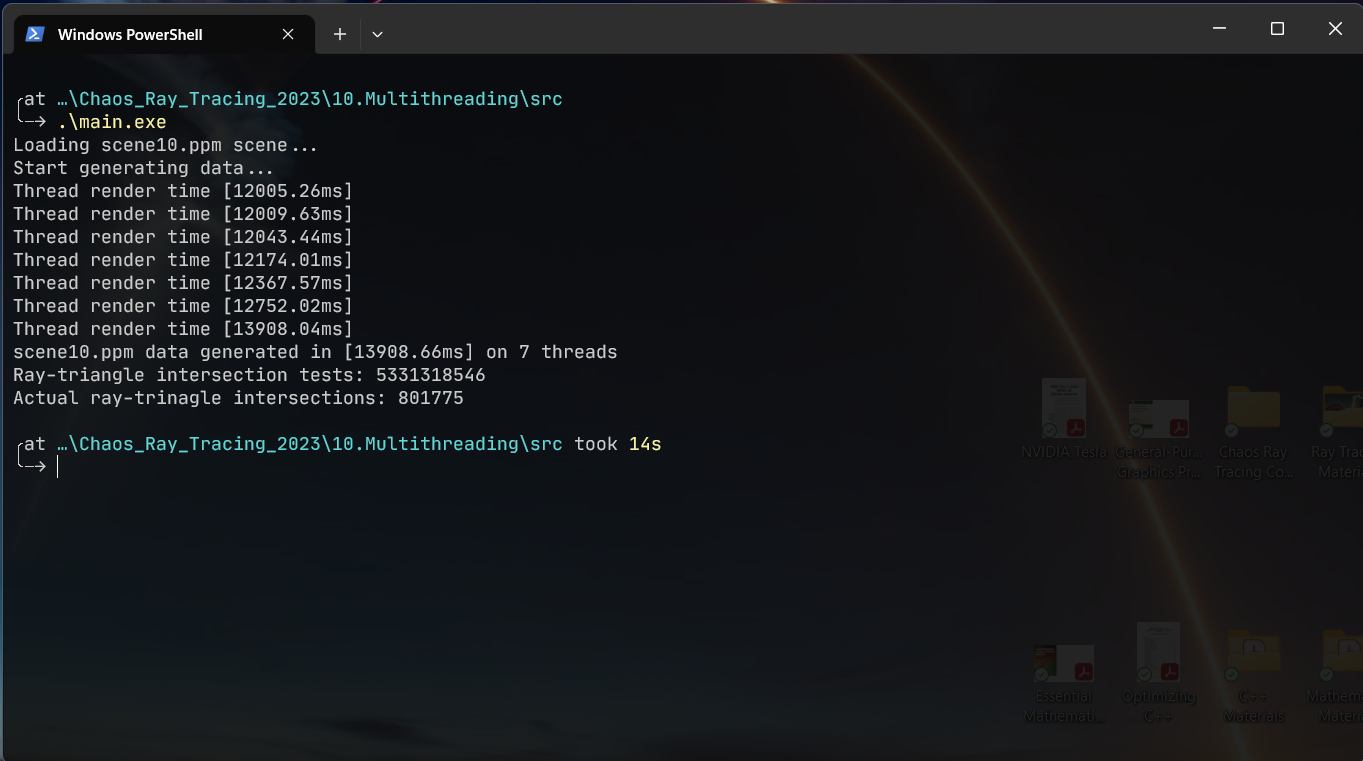 Windows PowerShell
at …\Chaos_Ray_Tracing_2023\10.Multithreading\src
.\main.exe
Loading scene10.ppm scene...
Start generating data...
Thread render time [12005.26ms]
Thread render time [12009.63ms]
Thread render time [12043.44ms]
Thread render time [12174.01ms]
Thread render time [12367.57ms]
Thread render time [12752.02ms]
Thread render time [13908.04ms]
scene10.ppm data generated in [13908.66ms] on 7 threads
Ray-triangle intersection tests: 5331318546
Actual ray-trinagle intersections: 801775
at …\Chaos_Ray_Tracing_2023\10.Multithreading\src took 14s
NVIDIA Tesla
General-Pur...
Graphics Pr...
Chaos Ray
Tracing Co...
Ray Trac
Materi
Essential
Mathemati...
Optimizing
C++
C++
Materials
Mathema
Mater